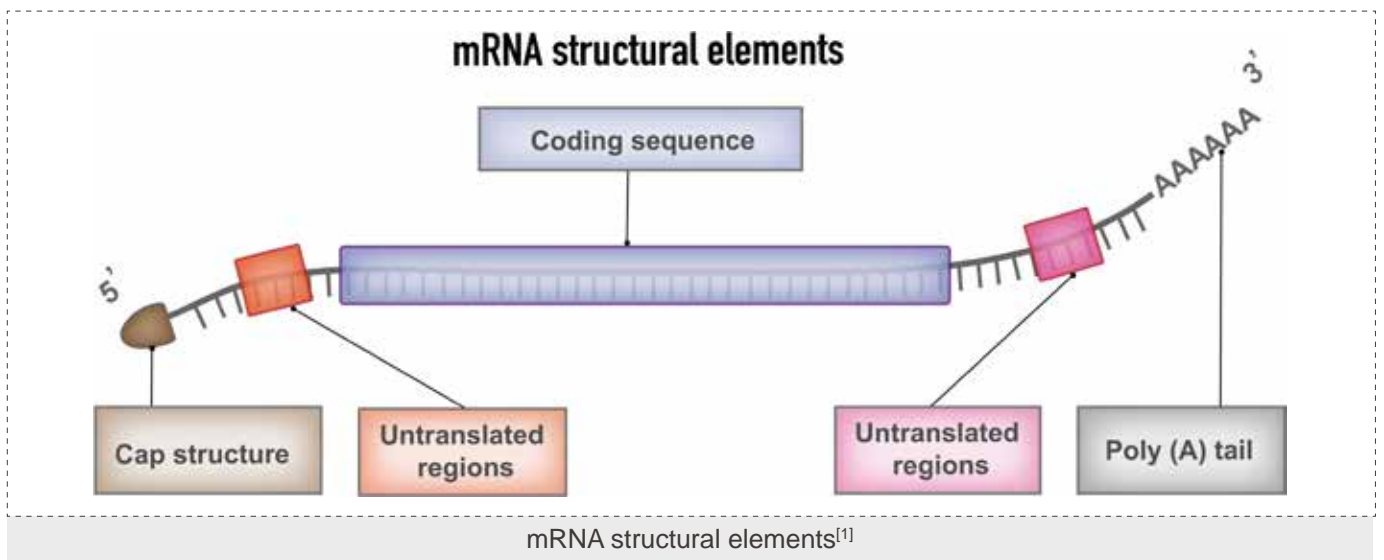 mRNA structural elements
3’
AAAAAA
Coding sequence
5’
Cap structure
Untranslated
regions
Untranslated
regions
Poly (A) tail
mRNA structural elements[1]